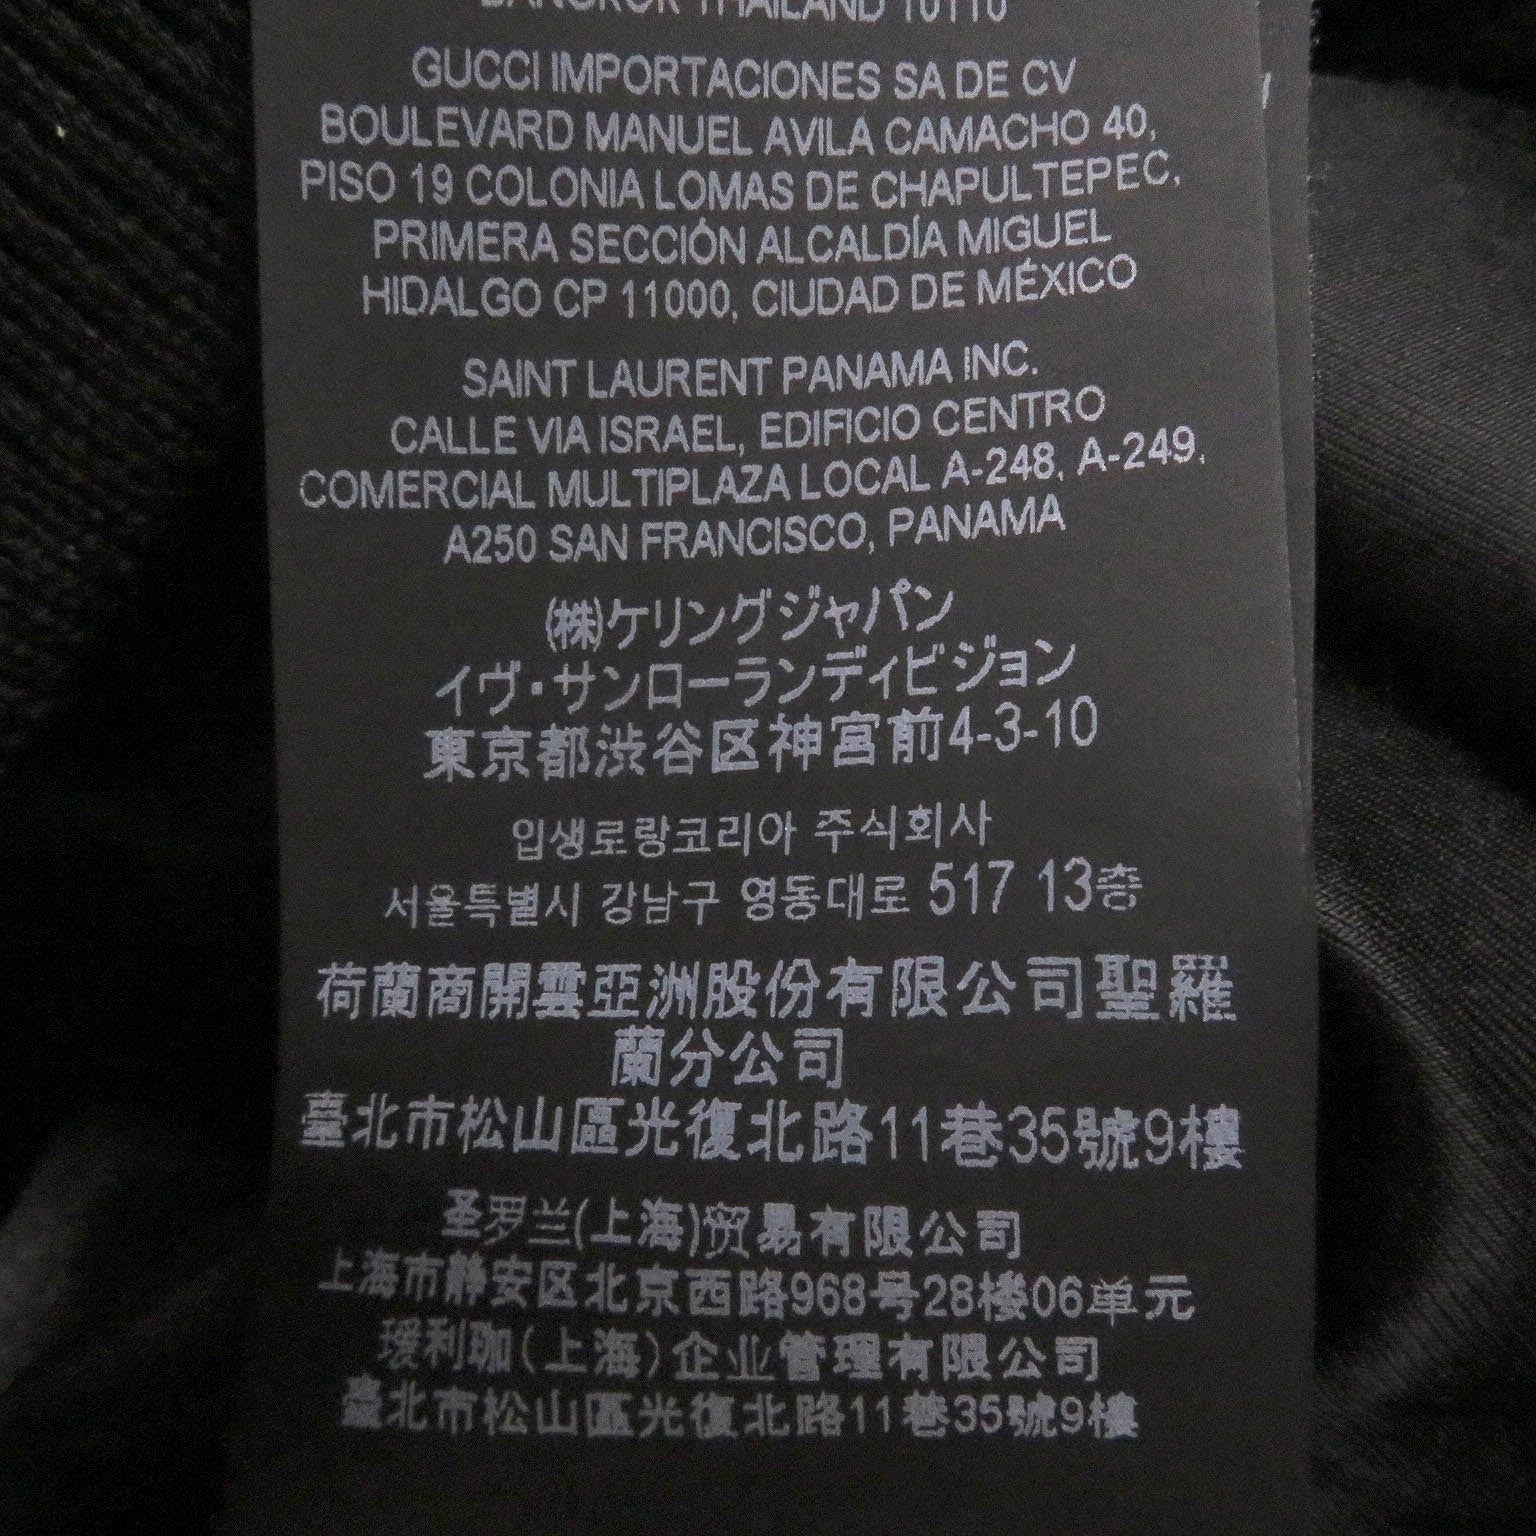 BANGKOK THAILAND 10110
GUCCI IMPORTACIONES SA DE CV
BOULEVARD MANUEL AVILA CAMACHO 40,
PISO 19 COLONIA LOMAS DE CHAPULTEPEC,
PRIMERA SECCIÓN ALCALDÍA MIGUEL
HIDALGO CP 11000, CIUDAD DE MÉXICO
SAINT LAURENT PANAMA INC.
CALLE VIA ISRAEL, EDIFICIO CENTRO
COMERCIAL MULTIPLAZA LOCAL A-248, A-249,
A250 SAN FRANCISCO, PANAMA
(株)ケリングジャパン
イヴ・サンローランディビジョン
東京都渋谷区神宮前4-3-10
입생로랑코리아 주식회사
서울특별시 강남구 영동대로 517 13층
荷蘭商開雲亞洲股份有限公司聖羅
蘭分公司
臺北市松山區光復北路11巷35號9樓
圣罗兰(上海)贸易有限公司
上海市静安区北京西路968号28楼06单元
瑷利珈(上海)企业管理有限公司
臺北市松山區光復北路11巷35號9樓